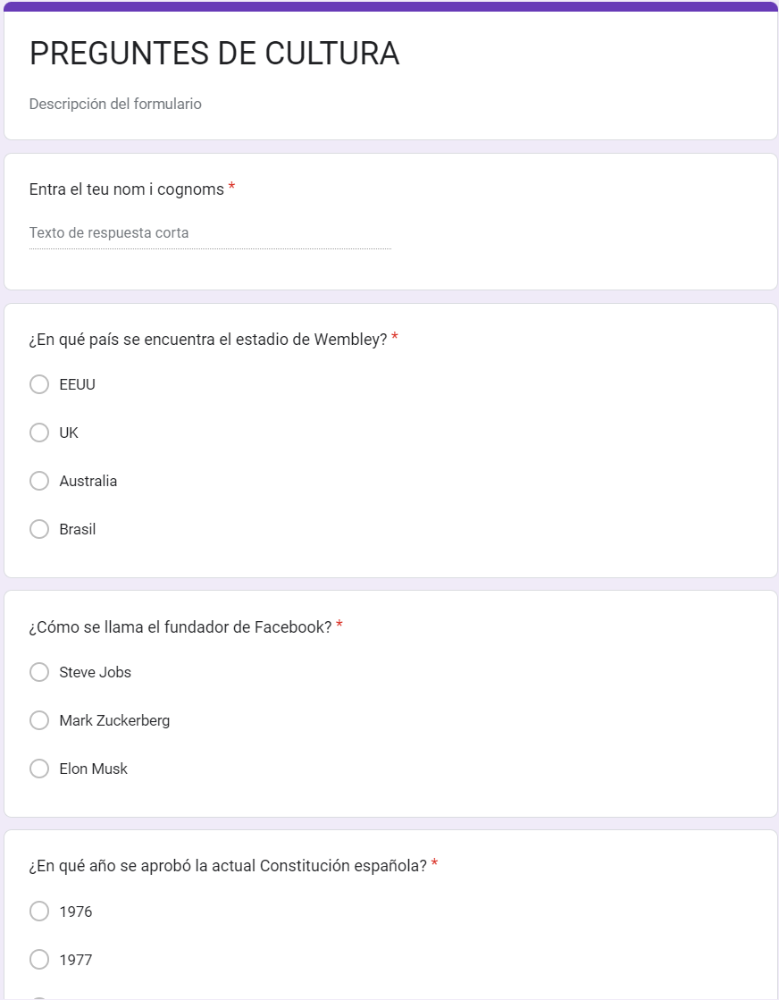 PREGUNTES DE CULTURA
Descripción del formulario
Entra el teu nom i cognoms *
Texto de respuesta corta
¿En qué país se encuentra el estadio de Wembley? *
EEUU
UK
Australia
Brasil
¿Cómo se llama el fundador de Facebook? *
Steve Jobs
Mark Zuckerberg
Elon Musk
¿En qué año se aprobó la actual Constitución española? *
1976
1977